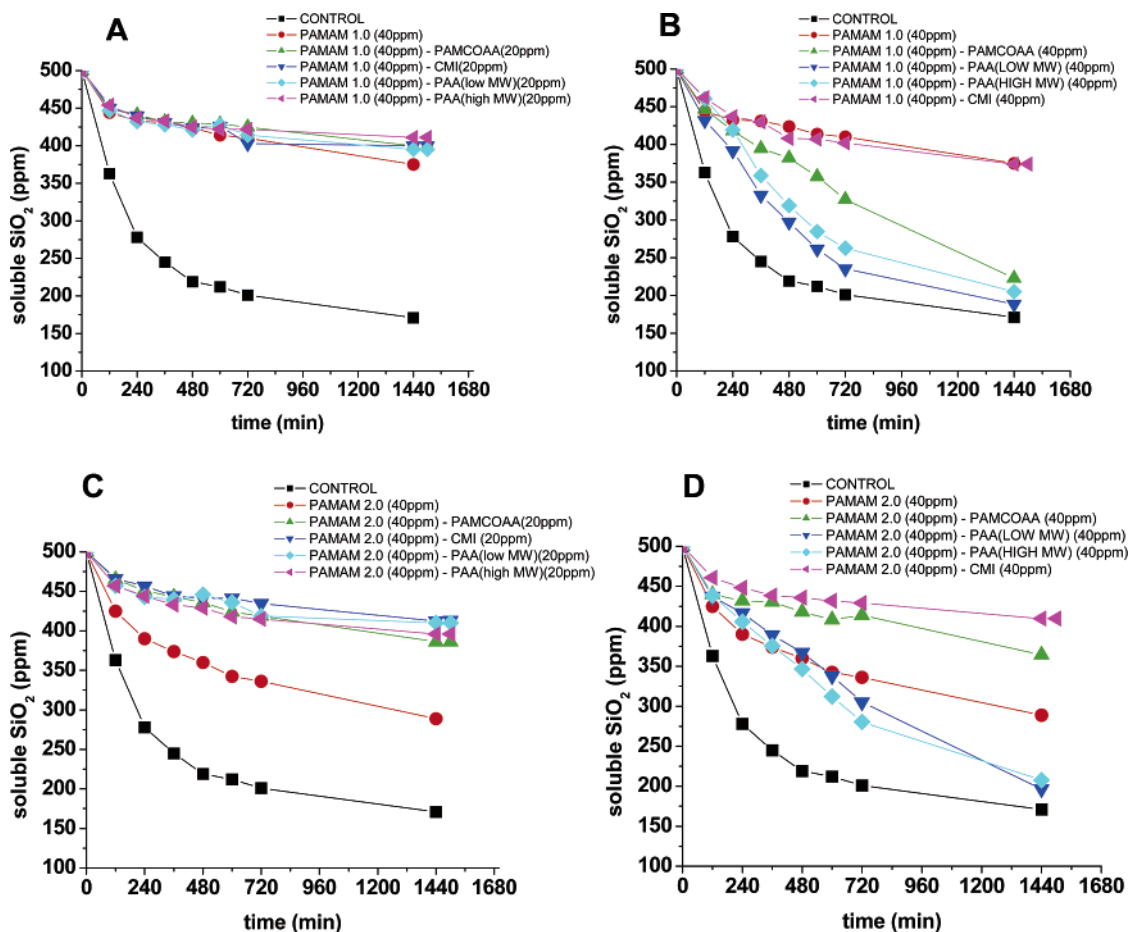 A
CONTROL
PAMAM 1.0 (40ppm)
PAMAM 1.0 (40ppm) - PAMCOAA(20ppm)
PAMAM 1.0 (40ppm) - CMI(20ppm)
PAMAM 1.0 (40ppm) - PAA(low MW)(20ppm)
PAMAM 1.0 (40ppm) - PAA(high MW)(20ppm)
soluble SiO2 (ppm)
500
450
400
350
300
250
200
150
100
0 240 480 720 960 1200 1440 1680
time (min)
B
CONTROL
PAMAM 1.0 (40ppm)
PAMAM 1.0 (40ppm) - PAMCOAA (40ppm)
PAMAM 1.0 (40ppm) - PAA(LOW MW) (40ppm)
PAMAM 1.0 (40ppm) - PAA(HIGH MW) (40ppm)
PAMAM 1.0 (40ppm) - CMI (40ppm)
soluble SiO2 (ppm)
500
450
400
350
300
250
200
150
100
0 240 480 720 960 1200 1440 1680
time (min)
C
CONTROL
PAMAM 2.0 (40ppm)
PAMAM 2.0 (40ppm) - PAMCOAA(20ppm)
PAMAM 2.0 (40ppm) - CMI (20ppm)
PAMAM 2.0 (40ppm) - PAA(low MW)(20ppm)
PAMAM 2.0 (40ppm) - PAA(high MW)(20ppm)
soluble SiO2 (ppm)
500
450
400
350
300
250
200
150
100
0 240 480 720 960 1200 1440 1680
time (min)
D
CONTROL
PAMAM 2.0 (40ppm)
PAMAM 2.0 (40ppm) - PAMCOAA (40ppm)
PAMAM 2.0 (40ppm) - PAA(LOW MW) (40ppm)
PAMAM 2.0 (40ppm) - PAA(HIGH MW) (40ppm)
PAMAM 2.0 (40ppm) - CMI (40ppm)
soluble SiO2 (ppm)
500
450
400
350
300
250
200
150
100
0 240 480 720 960 1200 1440 1680
time (min)